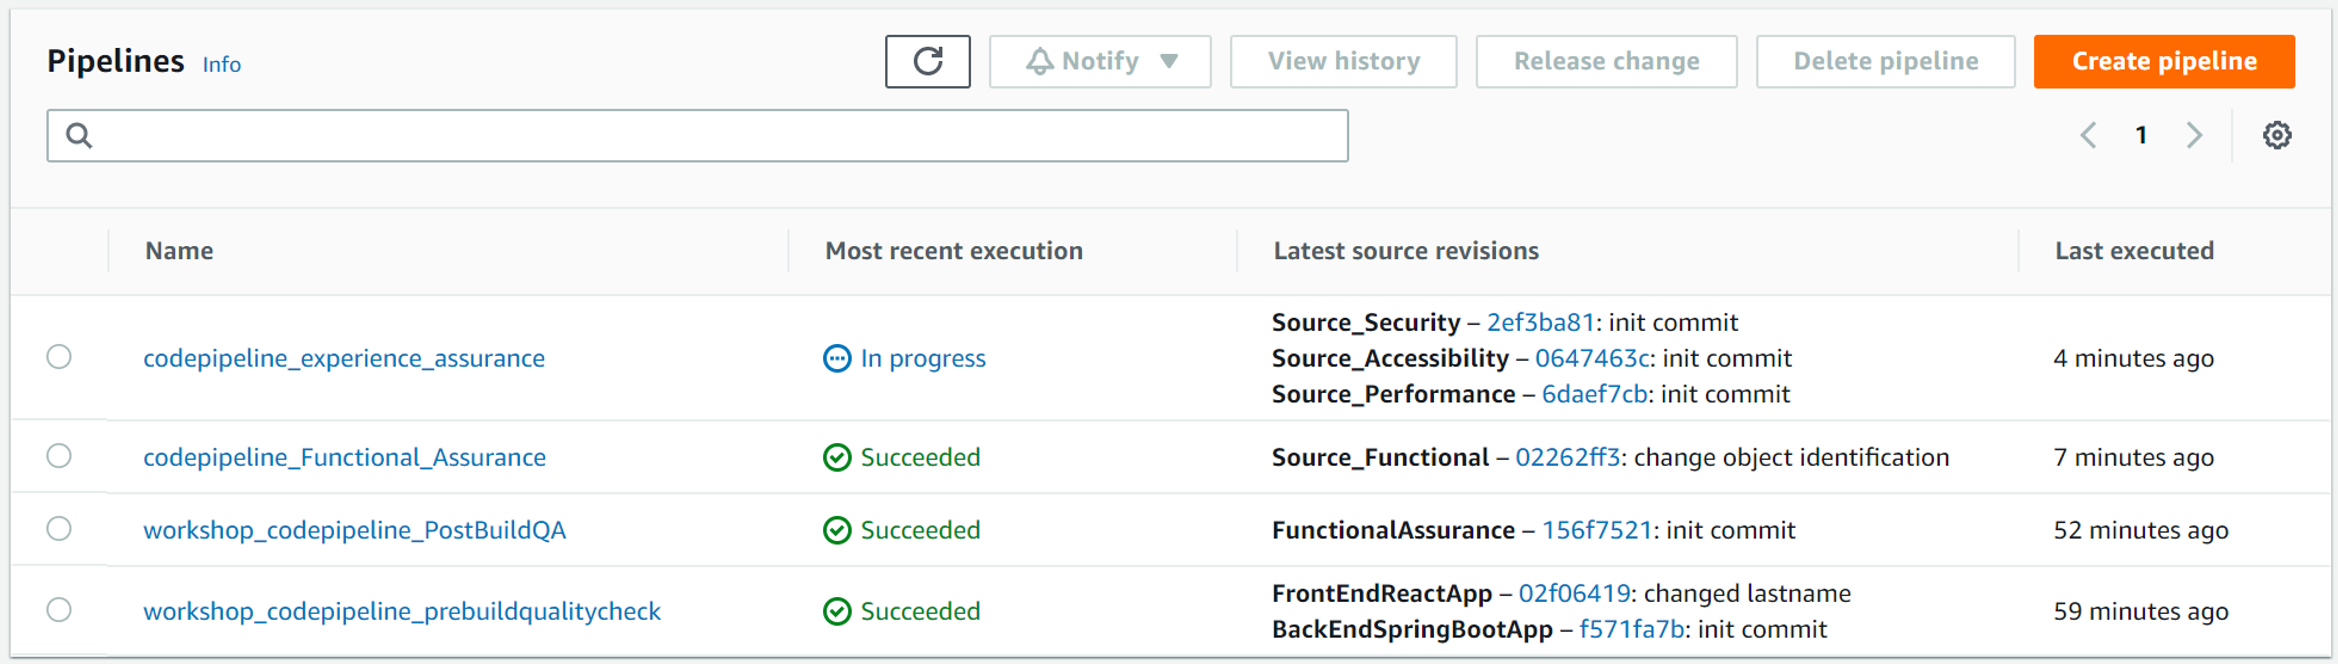 Pipelines Info
Notify
View history
Release change
Delete pipeline
Create pipeline
1
Name
Most recent execution
Latest source revisions
Last executed
codepipeline_experience_assurance
In progress
Source_Security – 2ef3ba81: init commit
Source_Accessibility – 0647463c: init commit
Source_Performance – 6daef7cb: init commit
4 minutes ago
codepipeline_Functional_Assurance
Succeeded
Source_Functional – 02262ff3: change object identification
7 minutes ago
workshop_codepipeline_PostBuildQA
Succeeded
FunctionalAssurance – 156f7521: init commit
52 minutes ago
workshop_codepipeline_prebuildqualitycheck
Succeeded
FrontEndReactApp – 02f06419: changed lastname
BackEndSpringBootApp – f571fa7b: init commit
59 minutes ago